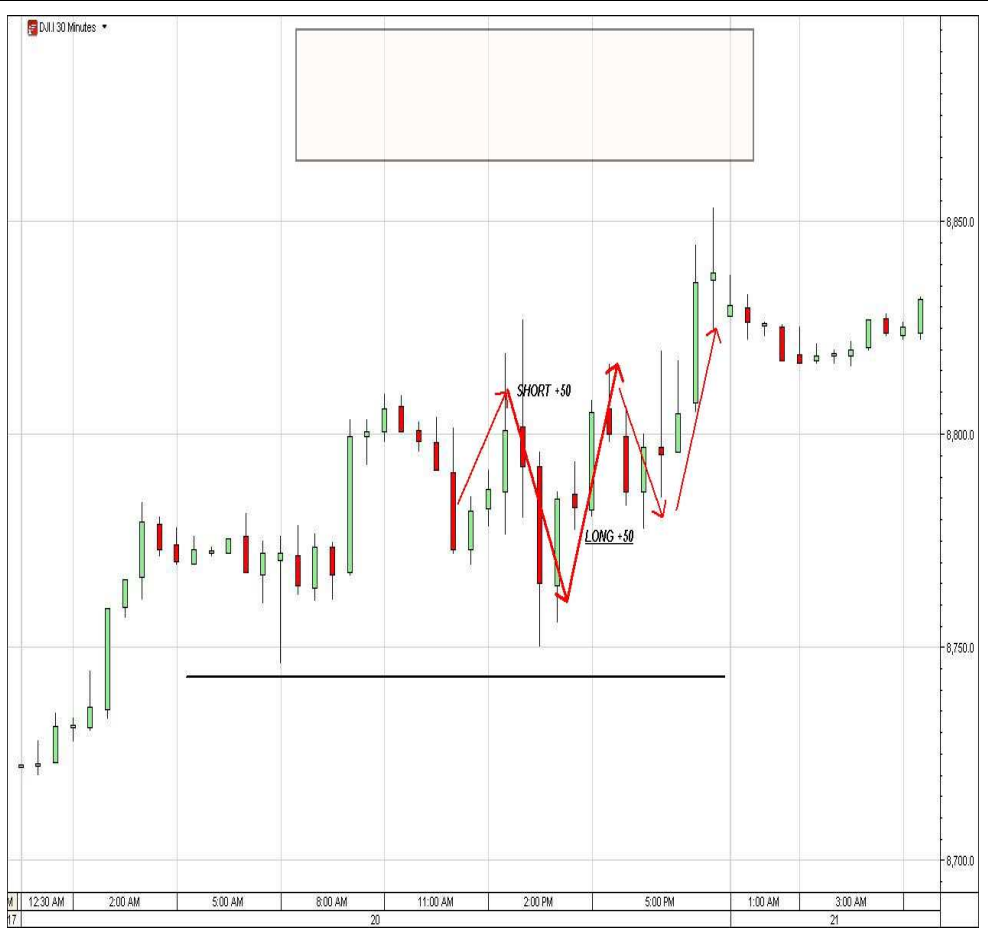 DJI.I 30 Minutes
SHORT +50
LONG +50
8,850.0
8,800.0
8,750.0
8,700.0
M 12:30 AM 2:00 AM 5:00 AM 8:00 AM 11:00 AM 2:00 PM 5:00 PM 1:00 AM 3:00 AM
17 20 21